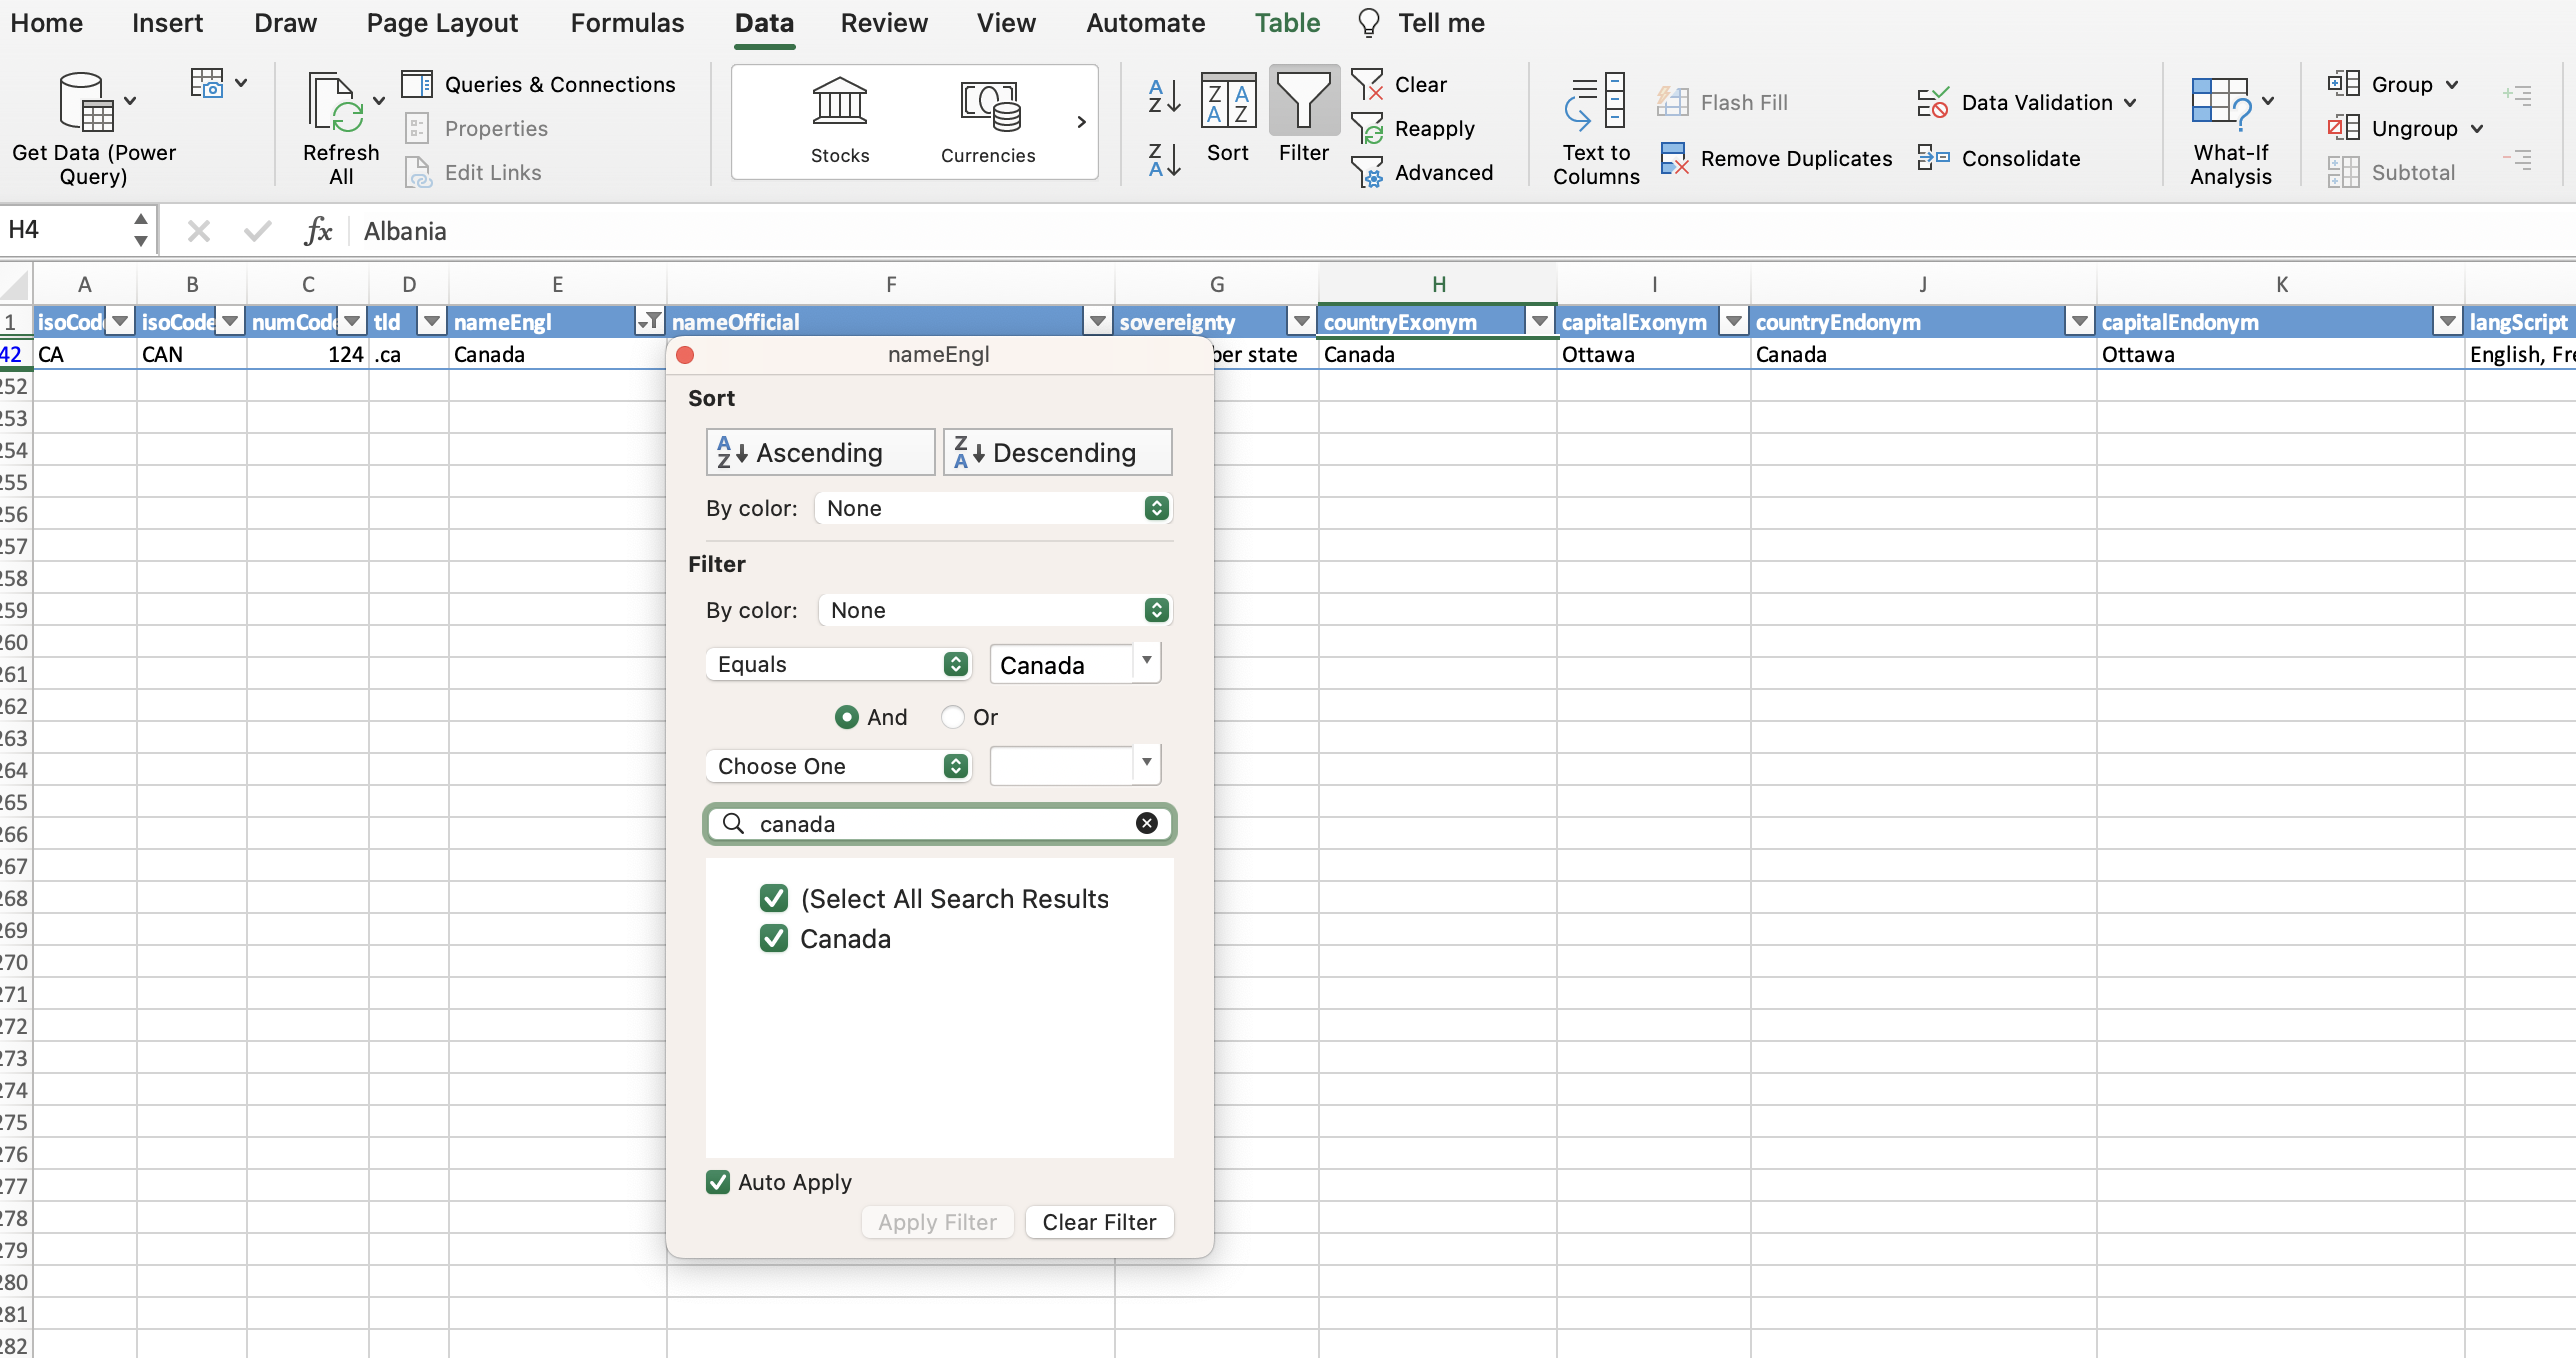 Home Insert Draw Page Layout Formulas Data Review View Automate Table Tell me
Get Data (Power Query)
Refresh All
Queries & Connections
Properties
Edit Links
Stocks Currencies
Sort Filter
Clear
Reapply
Advanced
Text to Columns
Flash Fill
Remove Duplicates
Data Validation
Consolidate
What-If Analysis
Group
Ungroup
Subtotal
H4 fx Albania
A B C D E F G H I J K
1 isoCod isoCode numCode tld nameEngl nameOfficial sovereignty countryExonym capitalExonym countryEndonym capitalEndonym langScript
42 CA CAN 124 .ca Canada ber state Canada Ottawa Canada Ottawa English, Fre
252
253
254
255
256
257
258
259
260
261
262
263
264
265
266
267
268
269
270
271
272
273
274
275
276
277
278
279
280
281
282
nameEngl
Sort
A Z Ascending Z A Descending
By color: None
Filter
By color: None
Equals Canada
And Or
Choose One
canada
(Select All Search Results
Canada
Auto Apply
Apply Filter Clear Filter